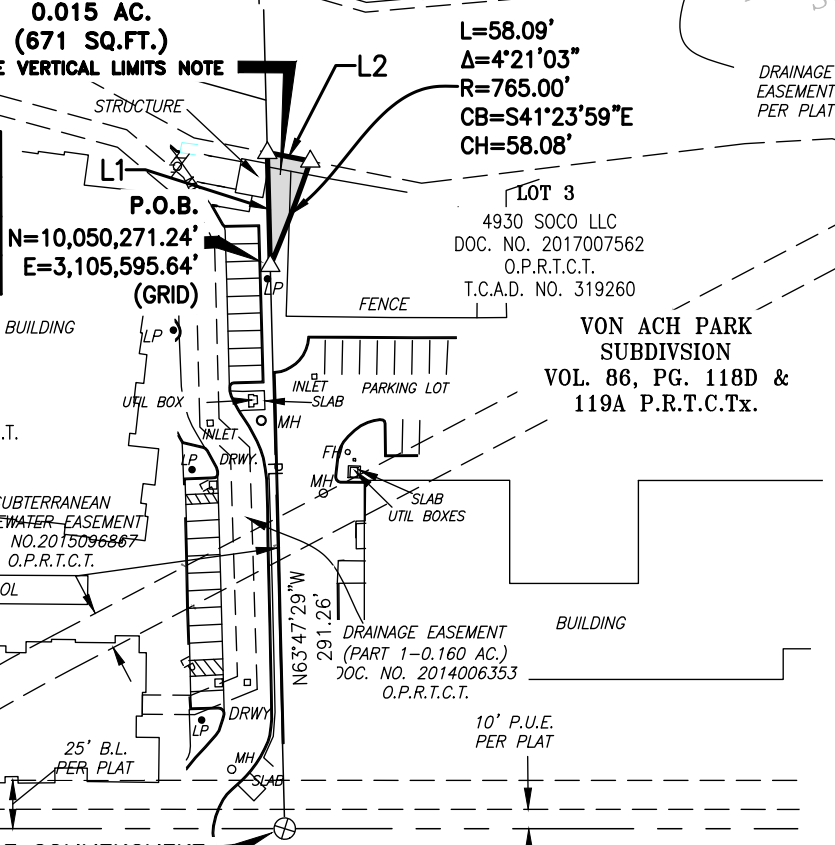 0.015 AC.
(671 SQ.FT.)
VERTICAL LIMITS NOTE
STRUCTURE
L2
L=58.09'
Δ=4°21'03"
R=765.00'
CB=S41°23'59"E
CH=58.08'
DRAINAGE
EASEMENT
PER PLAT
L1
P.O.B.
N=10,050,271.24'
E=3,105,595.64'
(GRID)
LOT 3
4930 SOCO LLC
DOC. NO. 2017007562
O.P.R.T.C.T.
T.C.A.D. NO. 319260
LP
FENCE
BUILDING
LP
VON ACH PARK
SUBDIVSION
VOL. 86, PG. 118D &
119A P.R.T.C.Tx.
INLET
PARKING LOT
UTIL BOX
SLAB
MH
INLET
LP
DRWY.
FH
MH
SLAB
UTIL BOXES
SUBTERRANEAN
EWATER EASEMENT
NO.2015096867
O.P.R.T.C.T.
OL
N63°47'29"W
291.26'
DRAINAGE EASEMENT
(PART 1-0.160 AC.)
DOC. NO. 2014006353
O.P.R.T.C.T.
BUILDING
LP
DRWY
10' P.U.E.
PER PLAT
25' B.L.
PER PLAT
MH
SLAB